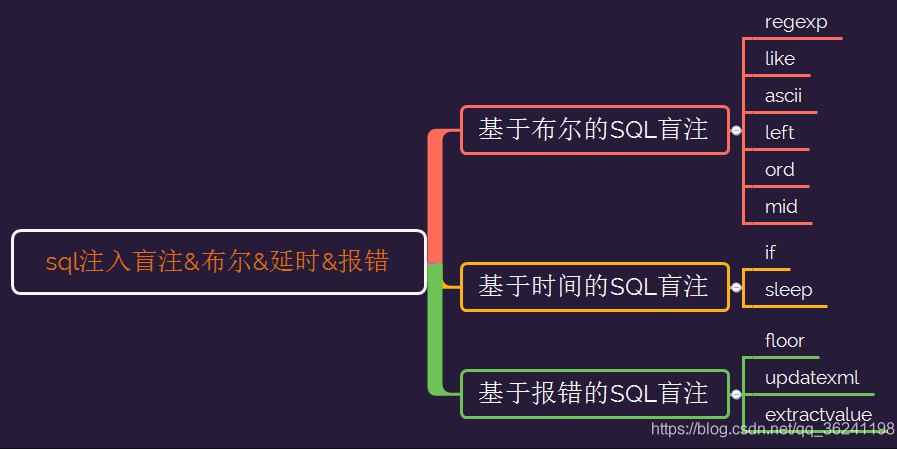 sql注入盲注&布尔&延时&报错
基于布尔的SQL盲注
regexp
like
ascii
left
ord
mid
基于时间的SQL盲注
if
sleep
基于报错的SQL盲注
floor
updatexml
extractvalue
https://blog.csdn.net/qq_36241198